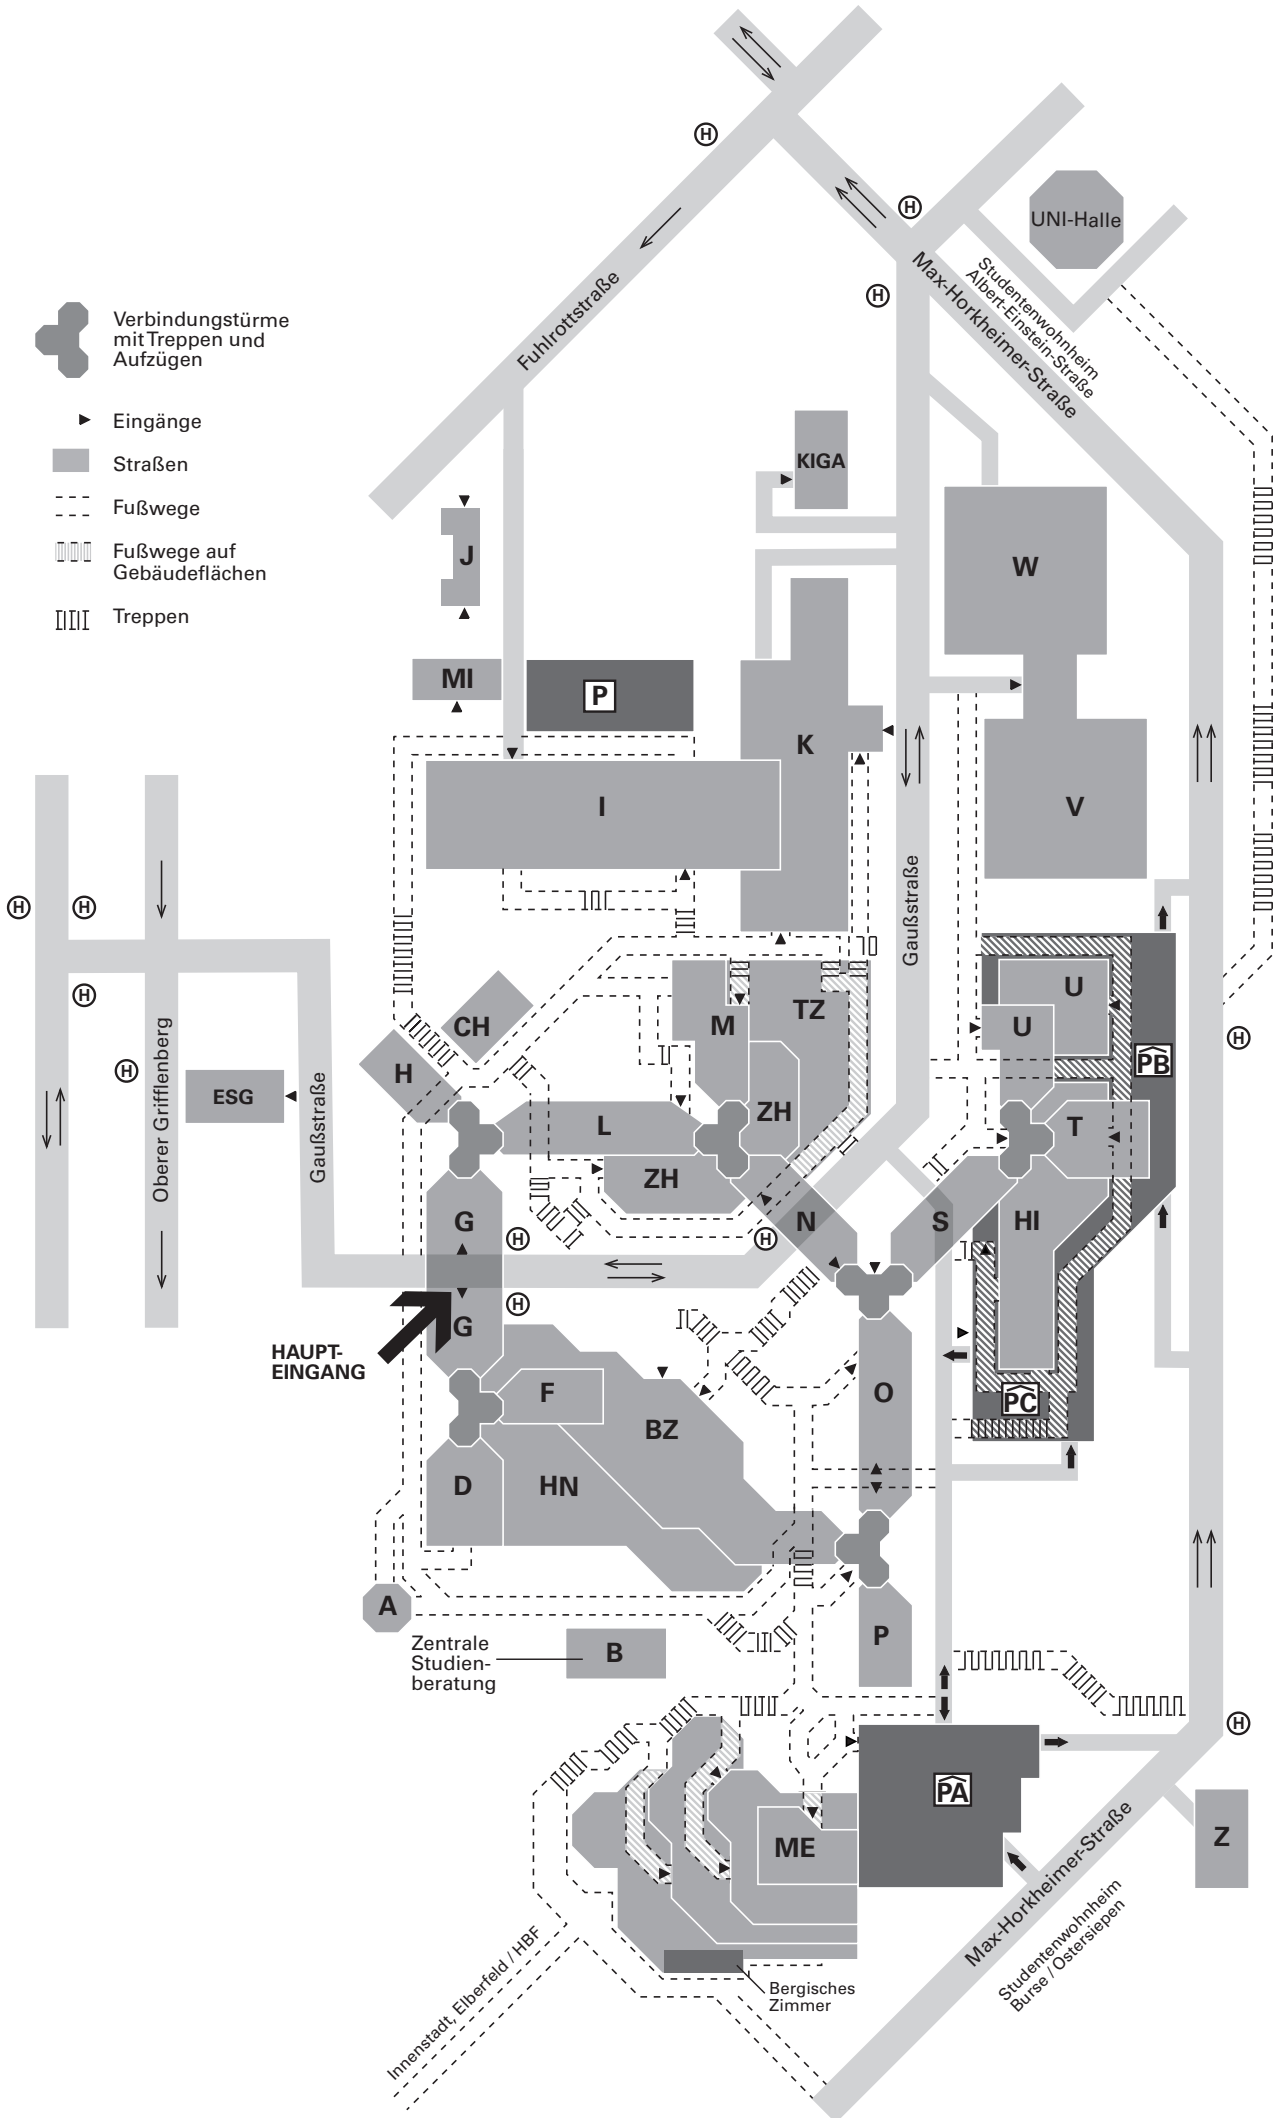 H
H
UNI-Halle
H
Max-Horkheimer-Straße
Studentenwohnheim
Albert-Einstein-Straße
Fuhlrottstraße
Verbindungstürme
mit Treppen und
Aufzügen
Eingänge
Straßen
Fußwege
Fußwege auf
Gebäudeflächen
Treppen
KIGA
J
W
MI
P
K
I
V
Gaußstraße
H
H
H
H
Oberer Grifflenberg
ESG
Gaußstraße
CH
H
M
TZ
U
U
PB
H
L
ZH
T
ZH
G
H
H
N
S
HI
H
G
HAUPT-
EINGANG
F
BZ
O
PC
D
HN
A
Zentrale
Studien-
beratung
B
P
H
PA
ME
Z
Max-Horkheimer-Straße
Studentenwohnheim
Burse / Ostersiepen
Innenstadt, Elberfeld / HBF
Bergisches
Zimmer